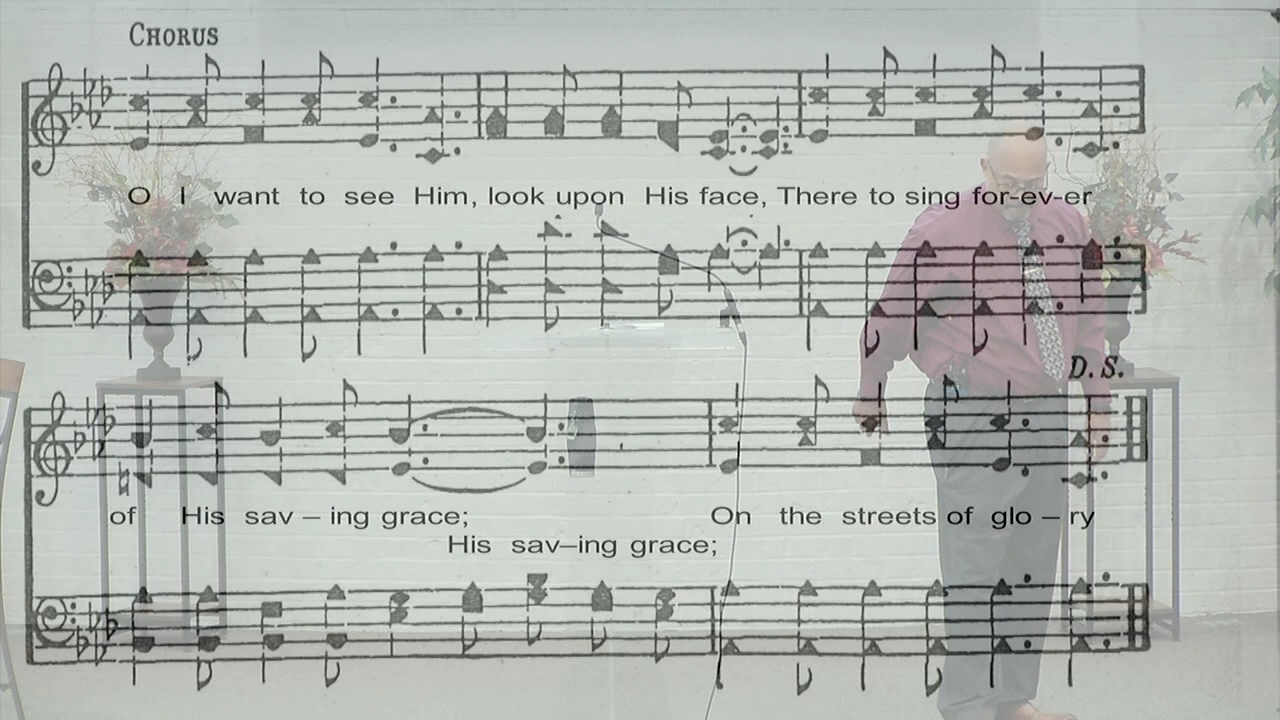 CHORUS
O I want to see Him, look upon His face, There to sing for-ev-er
D. S.
of His sav – ing grace; On the streets of glo – ry
His sav–ing grace;